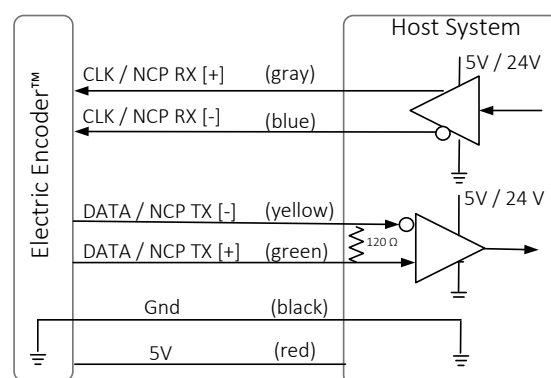 Host System
Electric Encoder™
CLK / NCP RX [+] (gray)
5V / 24V
CLK / NCP RX [-] (blue)
DATA / NCP TX [-] (yellow)
5V / 24 V
120 Ω
DATA / NCP TX [+] (green)
Gnd (black)
5V (red)